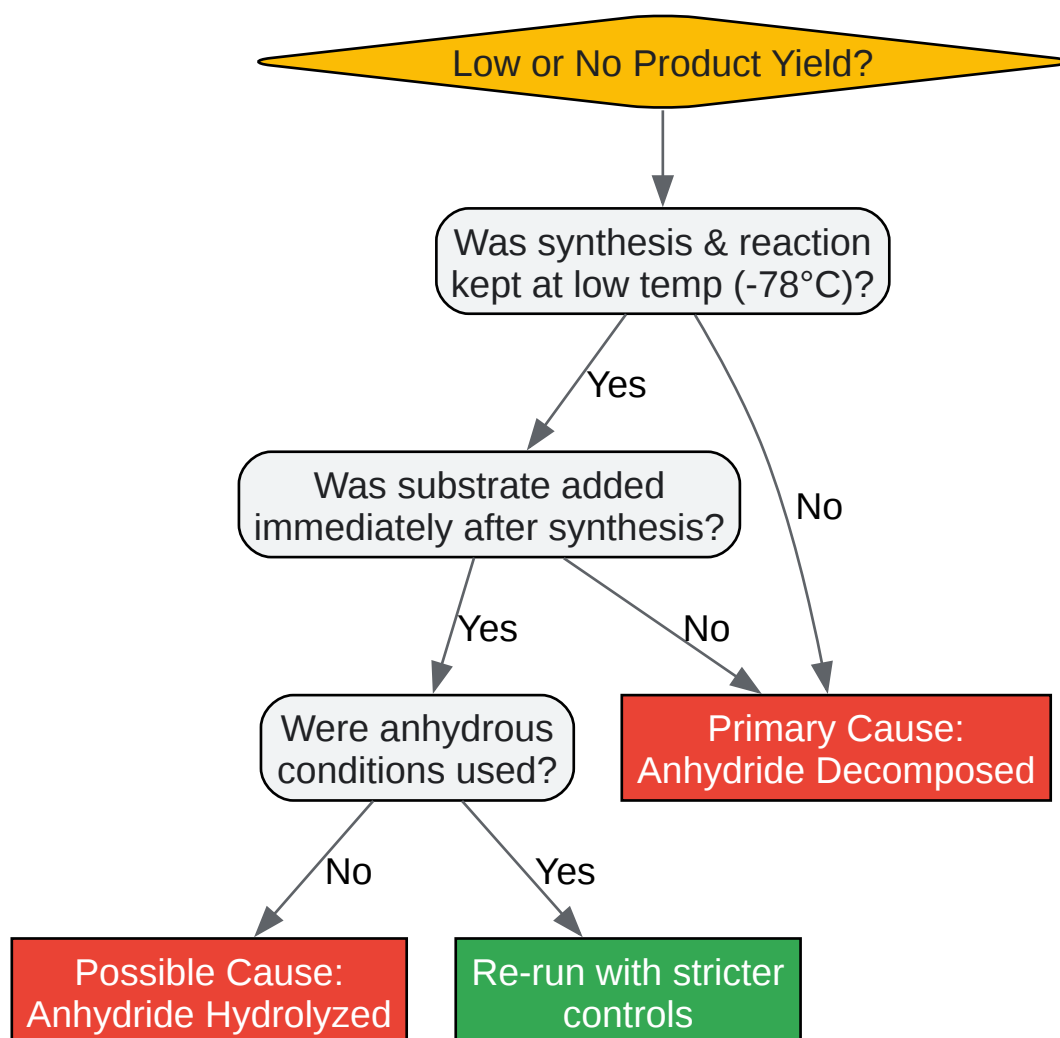 Low or No Product Yield?
Was synthesis & reaction
kept at low temp (-78°C)?
Yes
No
Was substrate added
immediately after synthesis?
Yes
No
Were anhydrous
conditions used?
Primary Cause:
Anhydride Decomposed
No
Yes
Possible Cause:
Anhydride Hydrolyzed
Re-run with stricter
controls